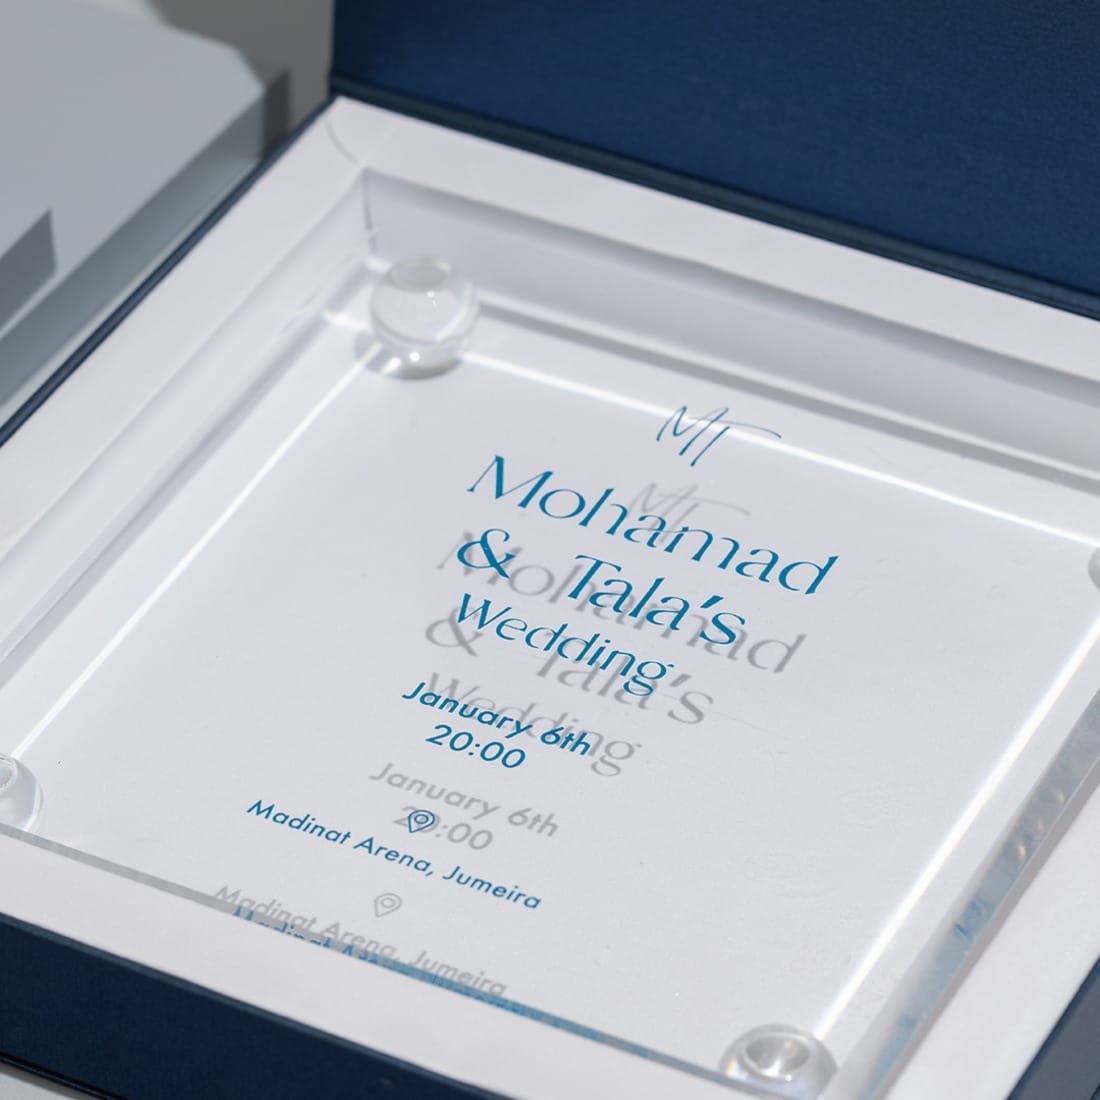 MT
Mohamad
& Tala's
Wedding
January 6th
20:00
Madinat Arena, Jumeira